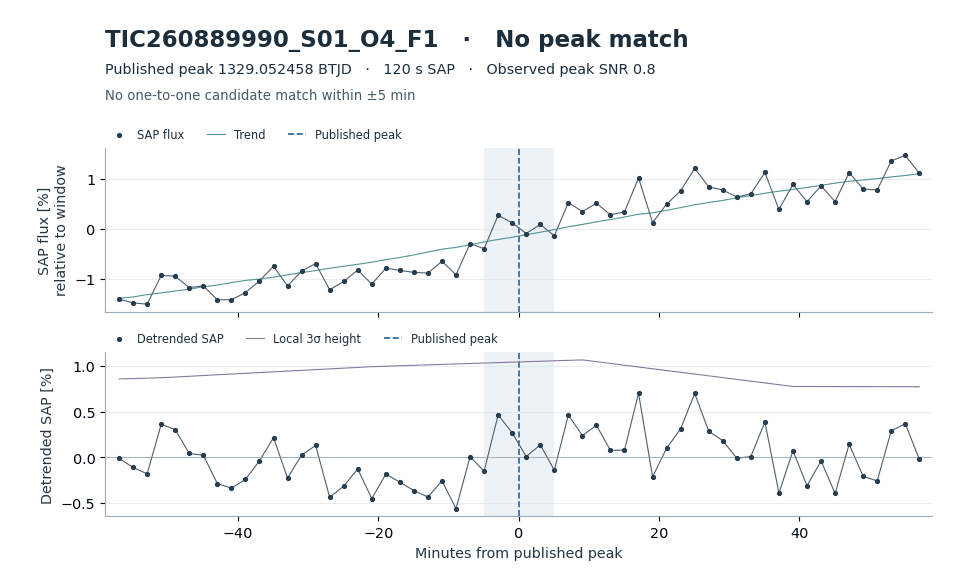 TIC260889990_S01_O4_F1 · No peak match
Published peak 1329.052458 BTJD · 120 s SAP · Observed peak SNR 0.8
No one-to-one candidate match within ±5 min
SAP flux Trend Published peak
SAP flux [%]
relative to window
1
0
−1
Detrended SAP Local 3σ height Published peak
Detrended SAP [%]
1.0
0.5
0.0
−0.5
−40 −20 0 20 40
Minutes from published peak